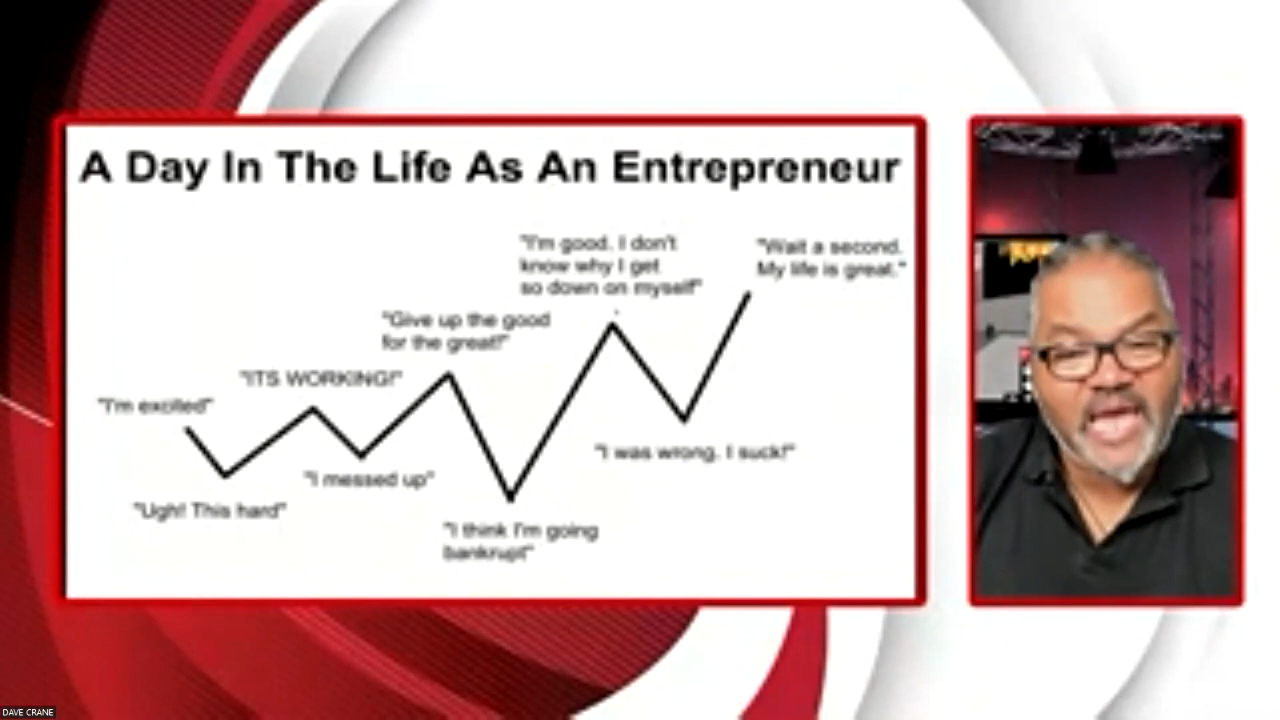 A Day In The Life As An Entrepreneur
"I'm good. I don't
know why I get
so down on myself"
"Wait a second.
My life is great."
"Give up the good
for the great!"
"ITS WORKING!"
"I'm excited"
"I was wrong. I suck!"
"I messed up"
"Ugh! This hard"
"I think I'm going
bankrupt"
DAVE CRANE